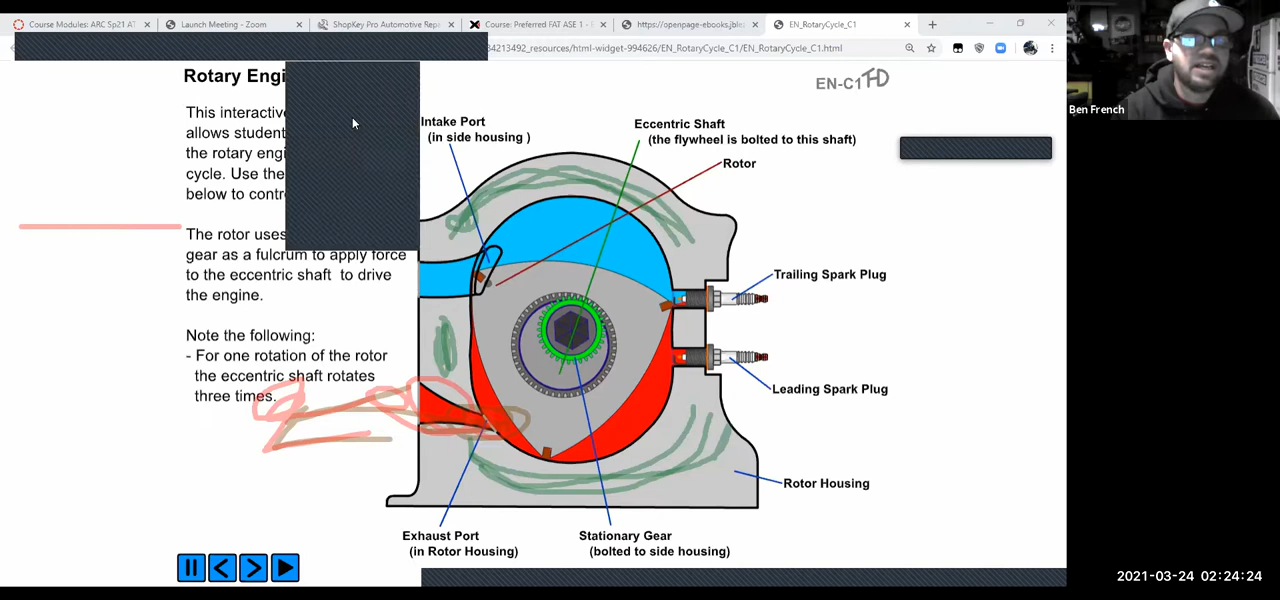 Course Modules: ARC Sp21 AT
Launch Meeting - Zoom
ShopKey Pro Automotive Repa
Course: Preferred FAT ASE 1 - E
https://openpage-ebooks.jblea
EN_RotaryCycle_C1
34213492_resources/html-widget-994626/EN_RotaryCycle_C1/EN_RotaryCycle_C1.html
Ben French
Rotary Engi
EN-C1
This interactive
allows student
the rotary engi
cycle. Use the
below to contr
The rotor uses
gear as a fulcrum to apply force
to the eccentric shaft to drive
the engine.
Note the following:
- For one rotation of the rotor
the eccentric shaft rotates
three times.
Intake Port
(in side housing )
Eccentric Shaft
(the flywheel is bolted to this shaft)
Rotor
Trailing Spark Plug
Leading Spark Plug
Rotor Housing
Exhaust Port
(in Rotor Housing)
Stationary Gear
(bolted to side housing)
2021-03-24 02:24:24